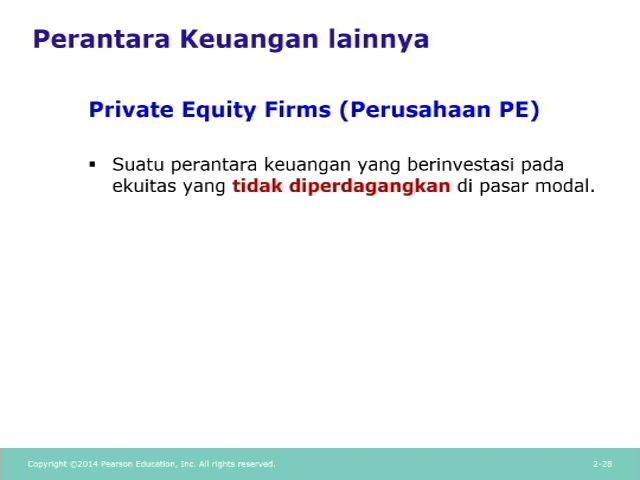 Perantara Keuangan lainnya
Private Equity Firms (Perusahaan PE)
▪ Suatu perantara keuangan yang berinvestasi pada
ekuitas yang tidak diperdagangkan di pasar modal.
Copyright ©2014 Pearson Education, Inc. All rights reserved.
2-28